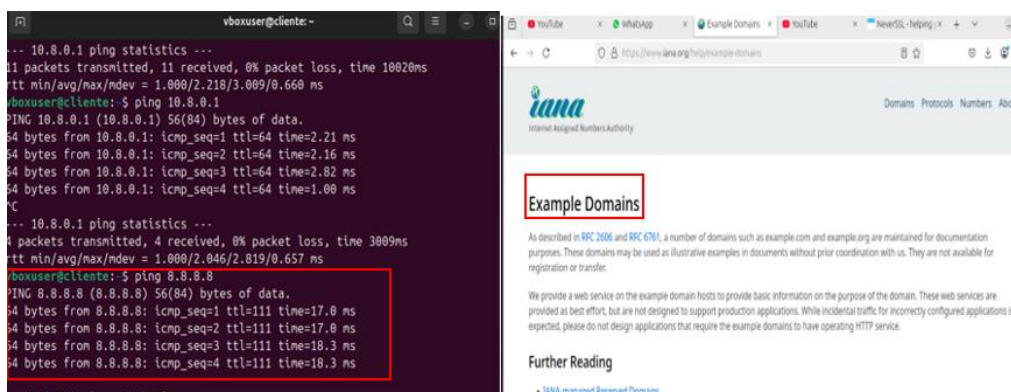 vboxuser@cliente: ~
--- 10.8.0.1 ping statistics ---
11 packets transmitted, 11 received, 0% packet loss, time 10020ms
rtt min/avg/max/mdev = 1.000/2.218/3.009/0.660 ms
vboxuser@cliente:~$ ping 10.8.0.1
PING 10.8.0.1 (10.8.0.1) 56(84) bytes of data.
64 bytes from 10.8.0.1: icmp_seq=1 ttl=64 time=2.21 ms
64 bytes from 10.8.0.1: icmp_seq=2 ttl=64 time=2.16 ms
64 bytes from 10.8.0.1: icmp_seq=3 ttl=64 time=2.82 ms
64 bytes from 10.8.0.1: icmp_seq=4 ttl=64 time=1.00 ms
^C
--- 10.8.0.1 ping statistics ---
4 packets transmitted, 4 received, 0% packet loss, time 3009ms
rtt min/avg/max/mdev = 1.000/2.046/2.819/0.657 ms
vboxuser@cliente:~$ ping 8.8.8.8
PING 8.8.8.8 (8.8.8.8) 56(84) bytes of data.
64 bytes from 8.8.8.8: icmp_seq=1 ttl=111 time=17.0 ms
64 bytes from 8.8.8.8: icmp_seq=2 ttl=111 time=17.0 ms
64 bytes from 8.8.8.8: icmp_seq=3 ttl=111 time=18.3 ms
64 bytes from 8.8.8.8: icmp_seq=4 ttl=111 time=18.3 ms
YouTube × WhatsApp × Example Domains × YouTube × NeverSSL - helping × + 
https://www.iana.org/help/example-domains
iana
Internet Assigned Numbers Authority
Domains Protocols Numbers Abo
Example Domains
As described in RFC 2606 and RFC 6761, a number of domains such as example.com and example.org are maintained for documentation
purposes. These domains may be used as illustrative examples in documents without prior coordination with us. They are not available for
registration or transfer.
We provide a web service on the example domain hosts to provide basic information on the purpose of the domain. These web services are
provided as best effort, but are not designed to support production applications. While incidental traffic for incorrectly configured applications i
expected, please do not design applications that require the example domains to have operating HTTP service.
Further Reading
• IANA-managed Reserved Domains